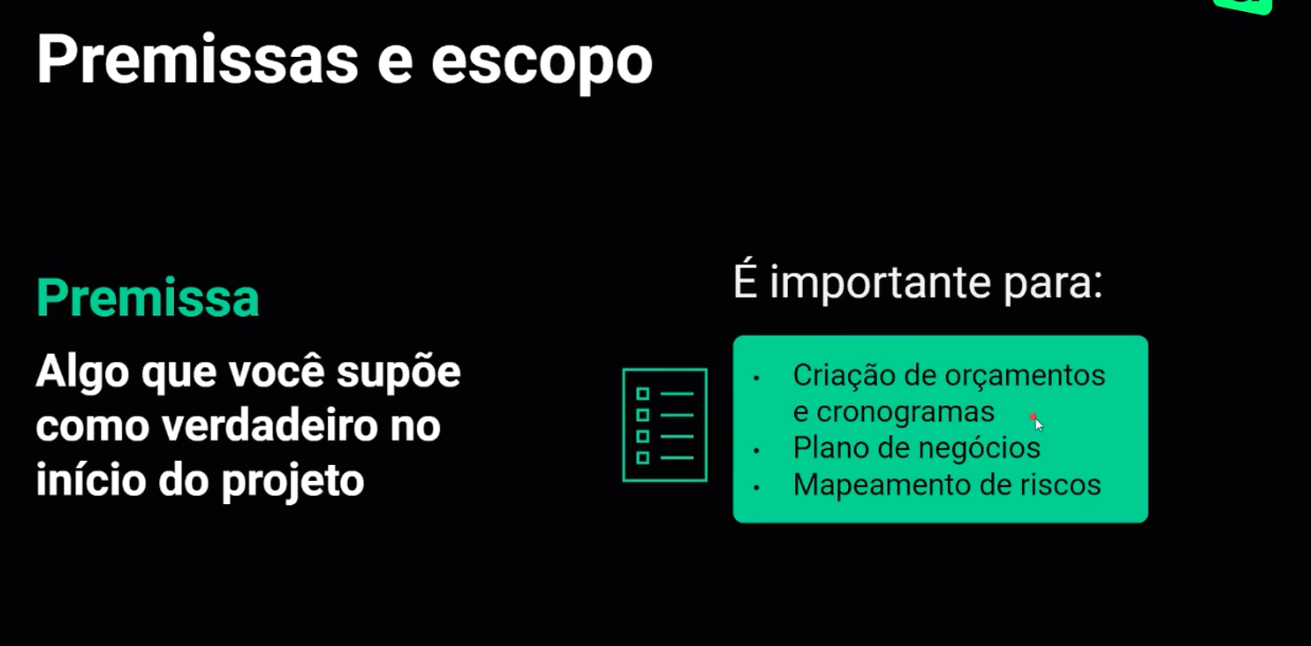 Premissas e escopo
Premissa
Algo que você supõe
como verdadeiro no
início do projeto
É importante para:
• Criação de orçamentos
e cronogramas
• Plano de negócios
• Mapeamento de riscos